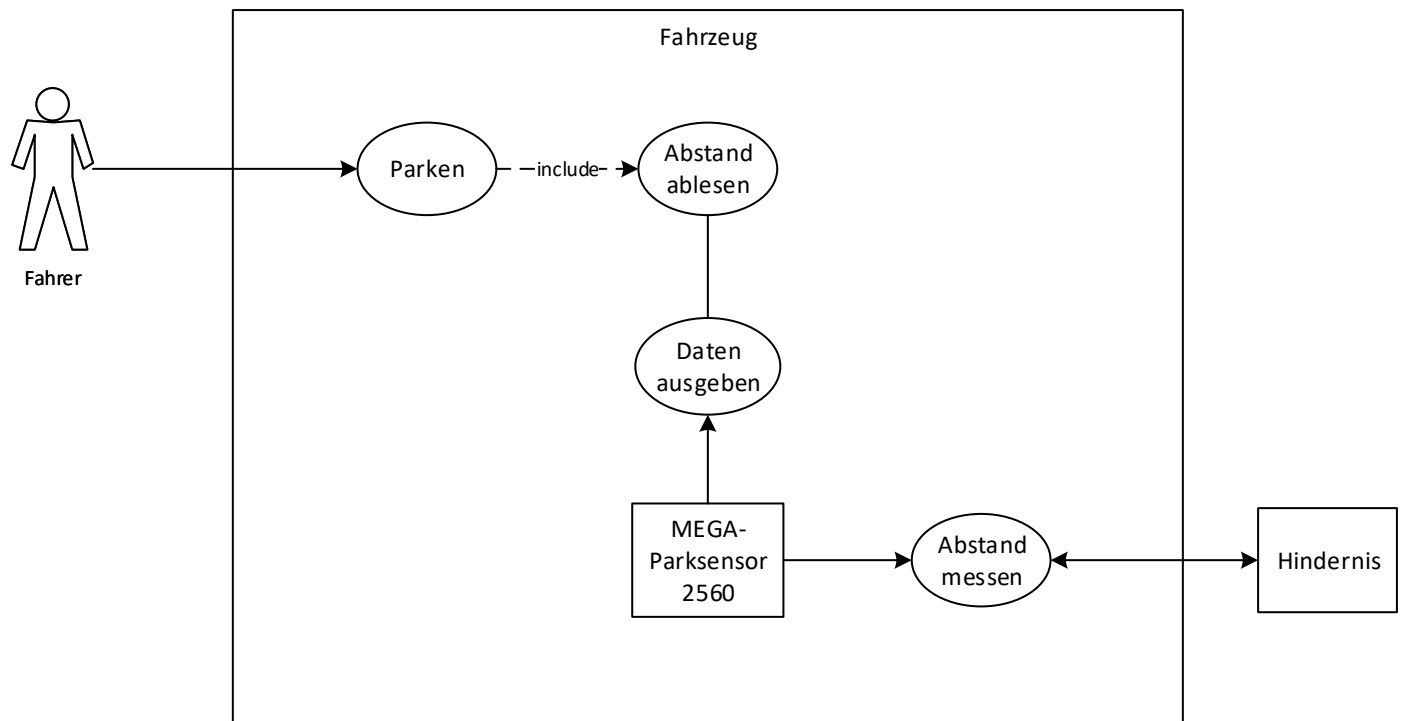 Fahrzeug
Fahrer
Parken
include
Abstand
ablesen
Daten
ausgeben
MEGA-
Parksensor
2560
Abstand
messen
Hindernis